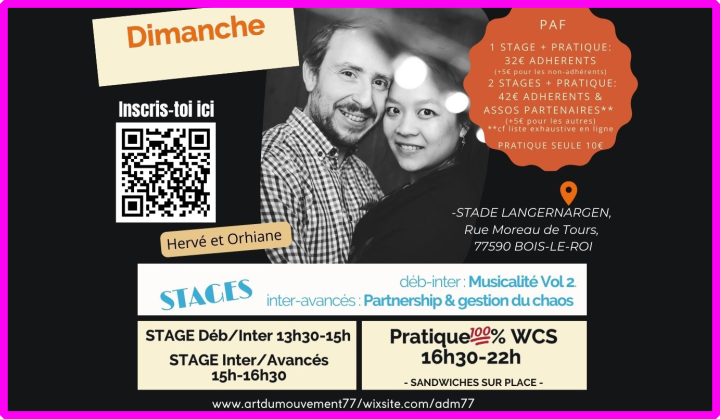 Dimanche
PAF
1 STAGE + PRATIQUE:
32€ ADHERENTS
(+5€ pour les non-adhérents)
2 STAGES + PRATIQUE:
42€ ADHERENTS &
ASSOS PARTENAIRES**
(+5€ pour les autres)
**cf liste exhaustive en ligne
PRATIQUE SEULE 10€
Inscris-toi ici
Hervé et Orhiane
-STADE LANGERNARGEN,
Rue Moreau de Tours,
77590 BOIS-LE-ROI
STAGES
déb-inter : Musicalité Vol 2.
inter-avancés : Partnership & gestion du chaos
STAGE Déb/Inter 13h30-15h
STAGE Inter/Avancés
15h-16h30
Pratique💯% WCS
16h30-22h
- SANDWICHES SUR PLACE -
www.artdumouvement77/wixsite.com/adm77